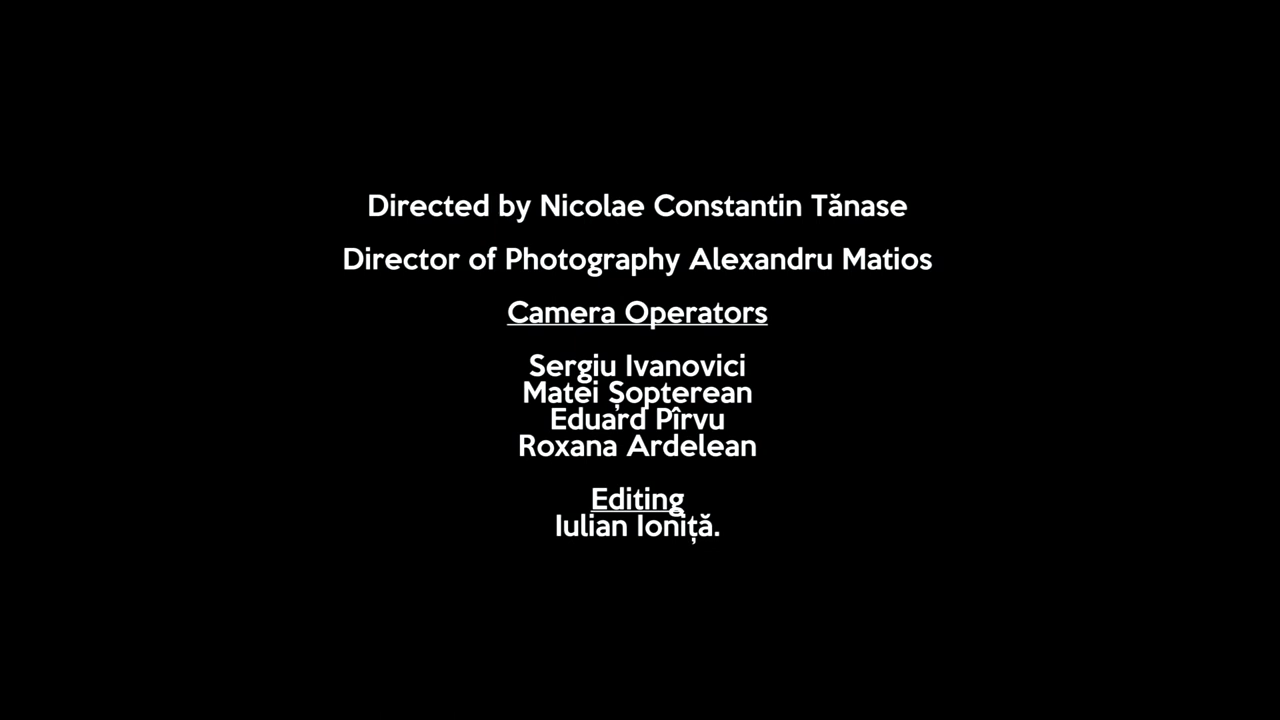 Directed by Nicolae Constantin Tănase
Director of Photography Alexandru Matios
Camera Operators
Sergiu Ivanovici
Matei Șopterean
Eduard Pîrvu
Roxana Ardelean
Editing
Iulian Ioniță.